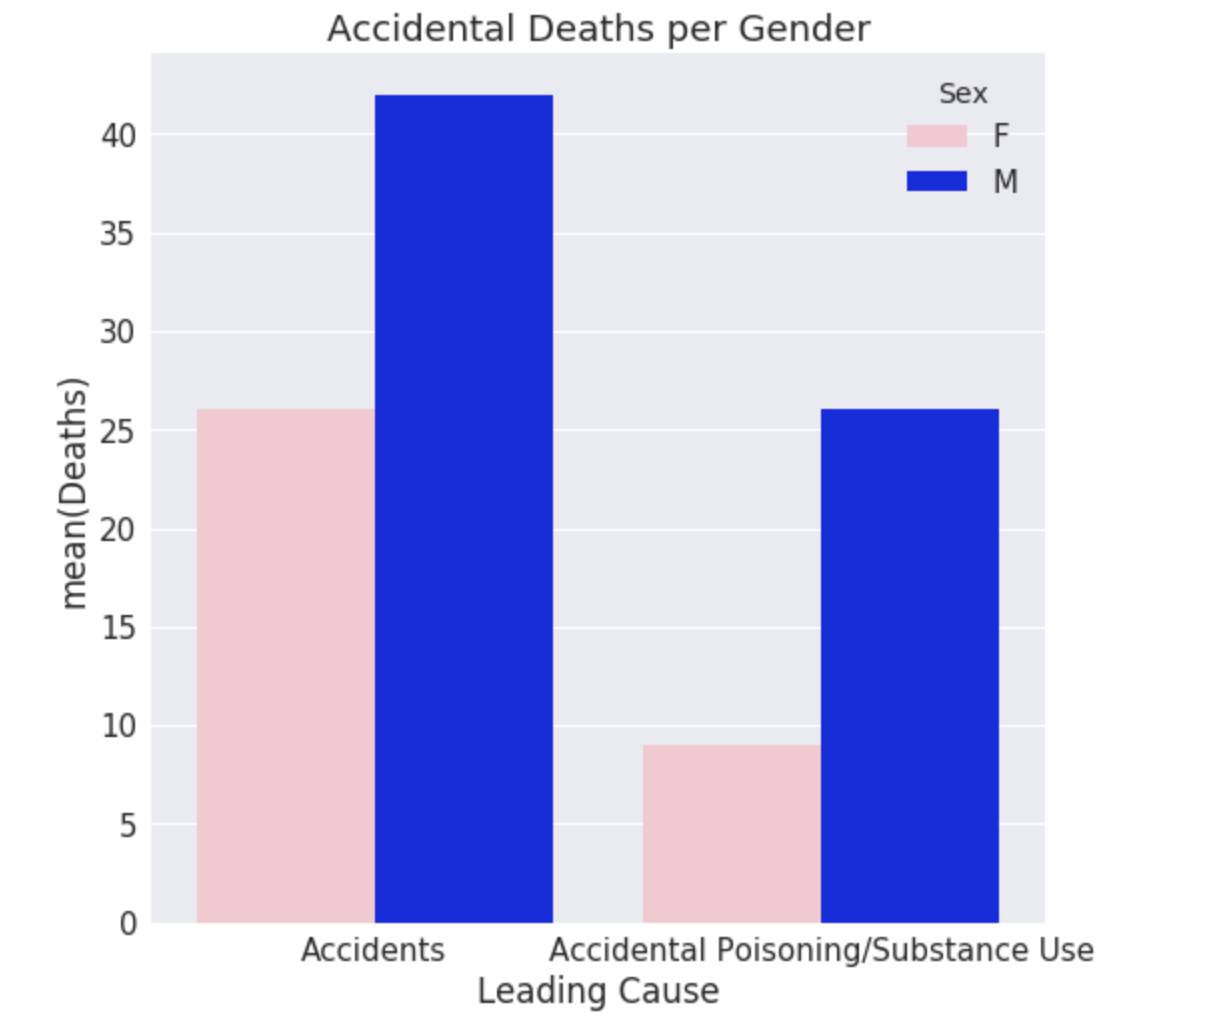 Accidental Deaths per Gender
Sex
F
M
40
35
30
25
20
15
10
5
0
mean(Deaths)
Accidents
Accidental Poisoning/Substance Use
Leading Cause